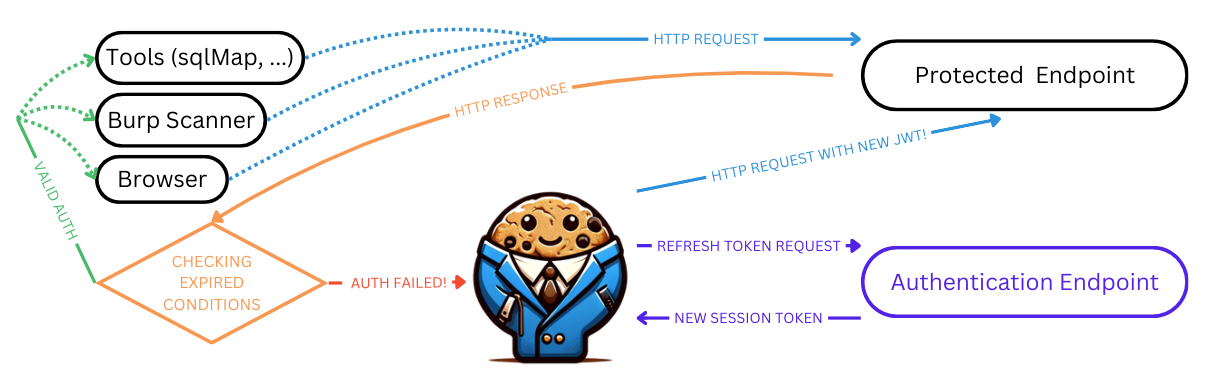 Tools (sqlMap, ...)
HTTP REQUEST
Protected Endpoint
HTTP RESPONSE
Burp Scanner
HTTP REQUEST WITH NEW JWT!
Browser
VALID AUTH
CHECKING
EXPIRED
CONDITIONS
AUTH FAILED!
REFRESH TOKEN REQUEST
Authentication Endpoint
NEW SESSION TOKEN